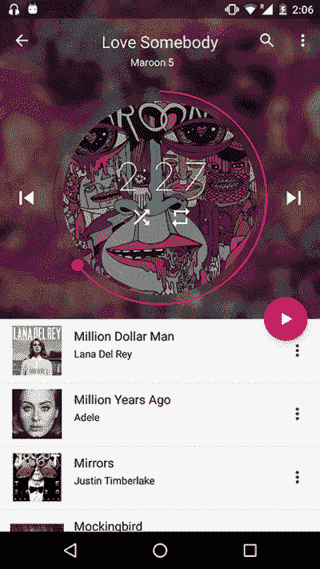 2:06
Love Somebody
Maroon 5
MAROON
2:27
LANA DEL REY
Million Dollar Man
Lana Del Rey
Million Years Ago
Adele
Mirrors
Justin Timberlake
Mockingbird